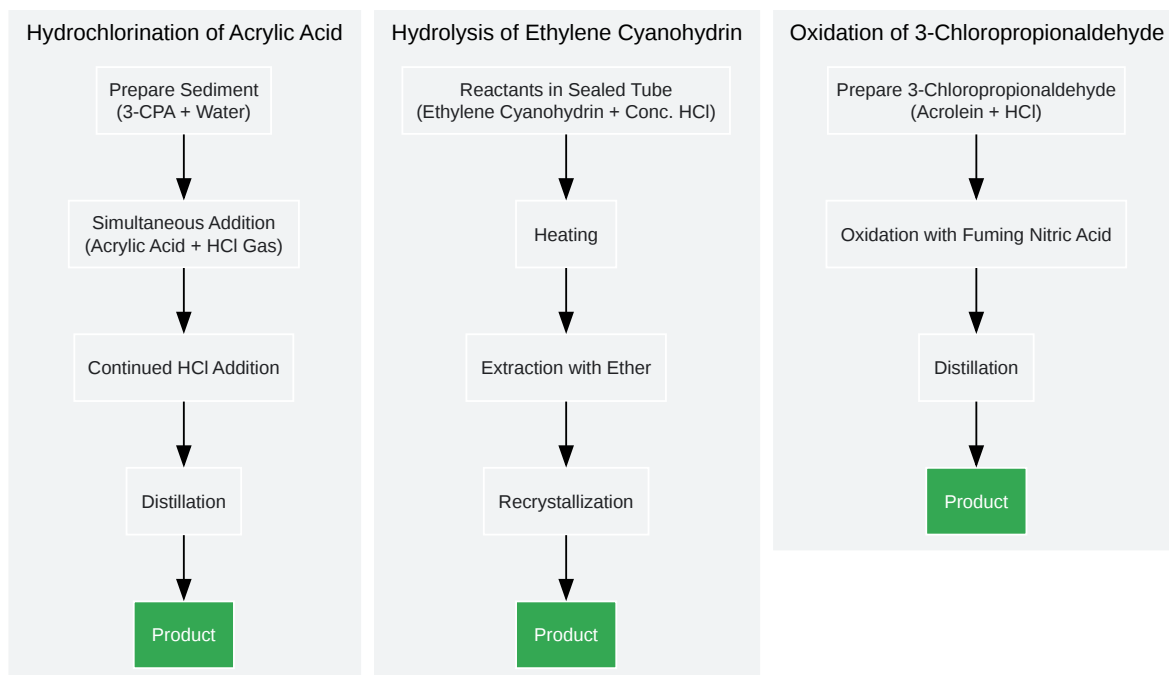 Hydrochlorination of Acrylic Acid
Prepare Sediment
(3-CPA + Water)
Simultaneous Addition
(Acrylic Acid + HCl Gas)
Continued HCl Addition
Distillation
Product
Hydrolysis of Ethylene Cyanohydrin
Reactants in Sealed Tube
(Ethylene Cyanohydrin + Conc. HCl)
Heating
Extraction with Ether
Recrystallization
Product
Oxidation of 3-Chloropropionaldehyde
Prepare 3-Chloropropionaldehyde
(Acrolein + HCl)
Oxidation with Fuming Nitric Acid
Distillation
Product